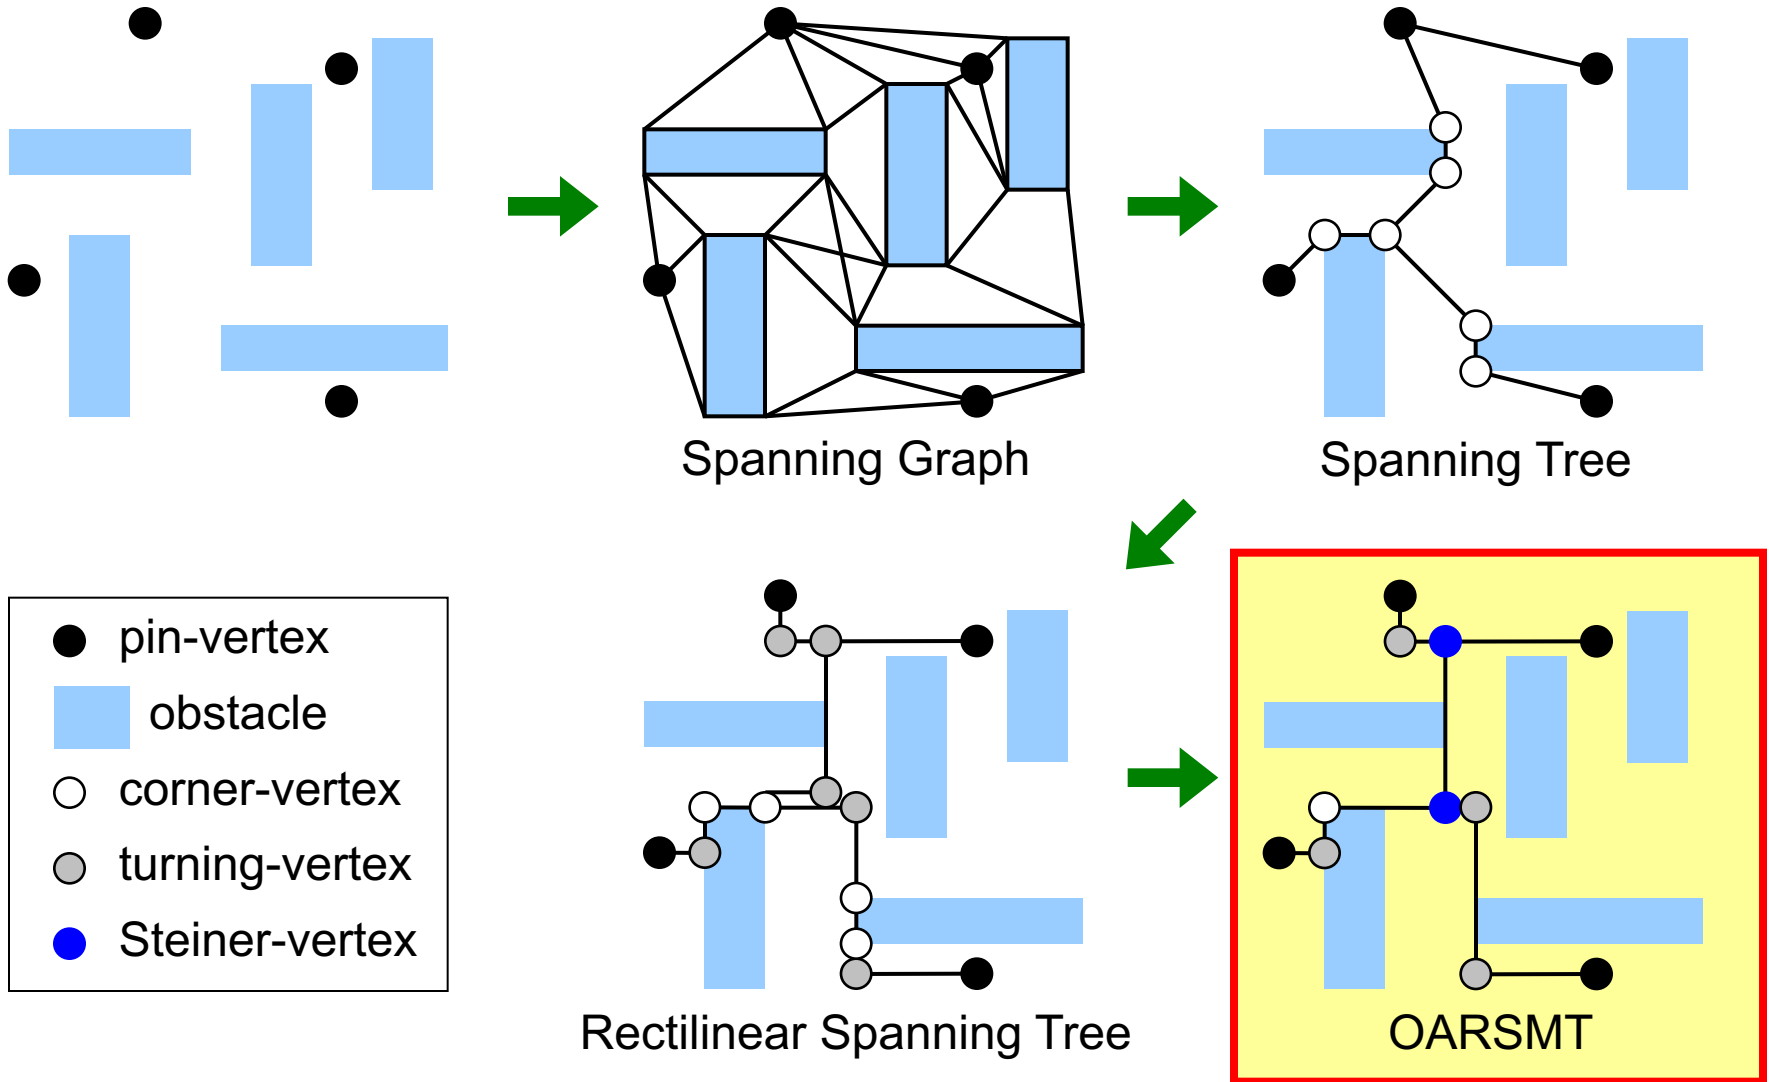 Spanning Graph
Spanning Tree
pin-vertex
obstacle
corner-vertex
turning-vertex
Steiner-vertex
Rectilinear Spanning Tree
OARSMT